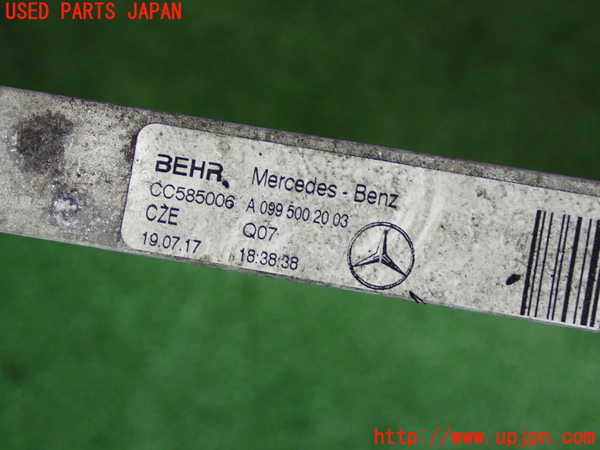 USED PARTS JAPAN
BEHR Mercedes - Benz
CC585006 A 099 500 20 03
CZE Q07
19.07.17 18:38:38
http://www.upjpn.com/